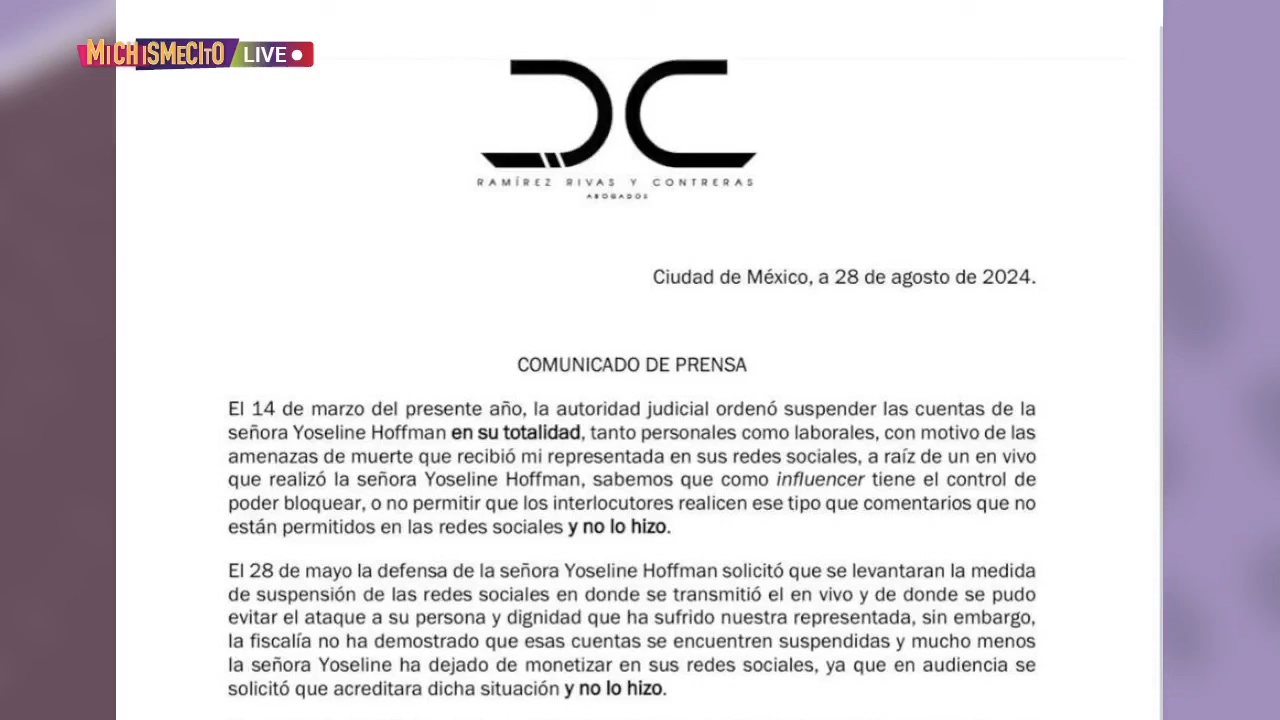 MICHISMECITO LIVE
RAMÍREZ RIVAS Y CONTRERAS
ABOGADOS
Ciudad de México, a 28 de agosto de 2024.
COMUNICADO DE PRENSA
El 14 de marzo del presente año, la autoridad judicial ordenó suspender las cuentas de la
señora Yoseline Hoffman en su totalidad, tanto personales como laborales, con motivo de las
amenazas de muerte que recibió mi representada en sus redes sociales, a raíz de un en vivo
que realizó la señora Yoseline Hoffman, sabemos que como influencer tiene el control de
poder bloquear, o no permitir que los interlocutores realicen ese tipo que comentarios que no
están permitidos en las redes sociales y no lo hizo.
El 28 de mayo la defensa de la señora Yoseline Hoffman solicitó que se levantaran la medida
de suspensión de las redes sociales en donde se transmitió el en vivo y de donde se pudo
evitar el ataque a su persona y dignidad que ha sufrido nuestra representada, sin embargo,
la fiscalía no ha demostrado que esas cuentas se encuentren suspendidas y mucho menos
la señora Yoseline ha dejado de monetizar en sus redes sociales, ya que en audiencia se
solicitó que acreditara dicha situación y no lo hizo.